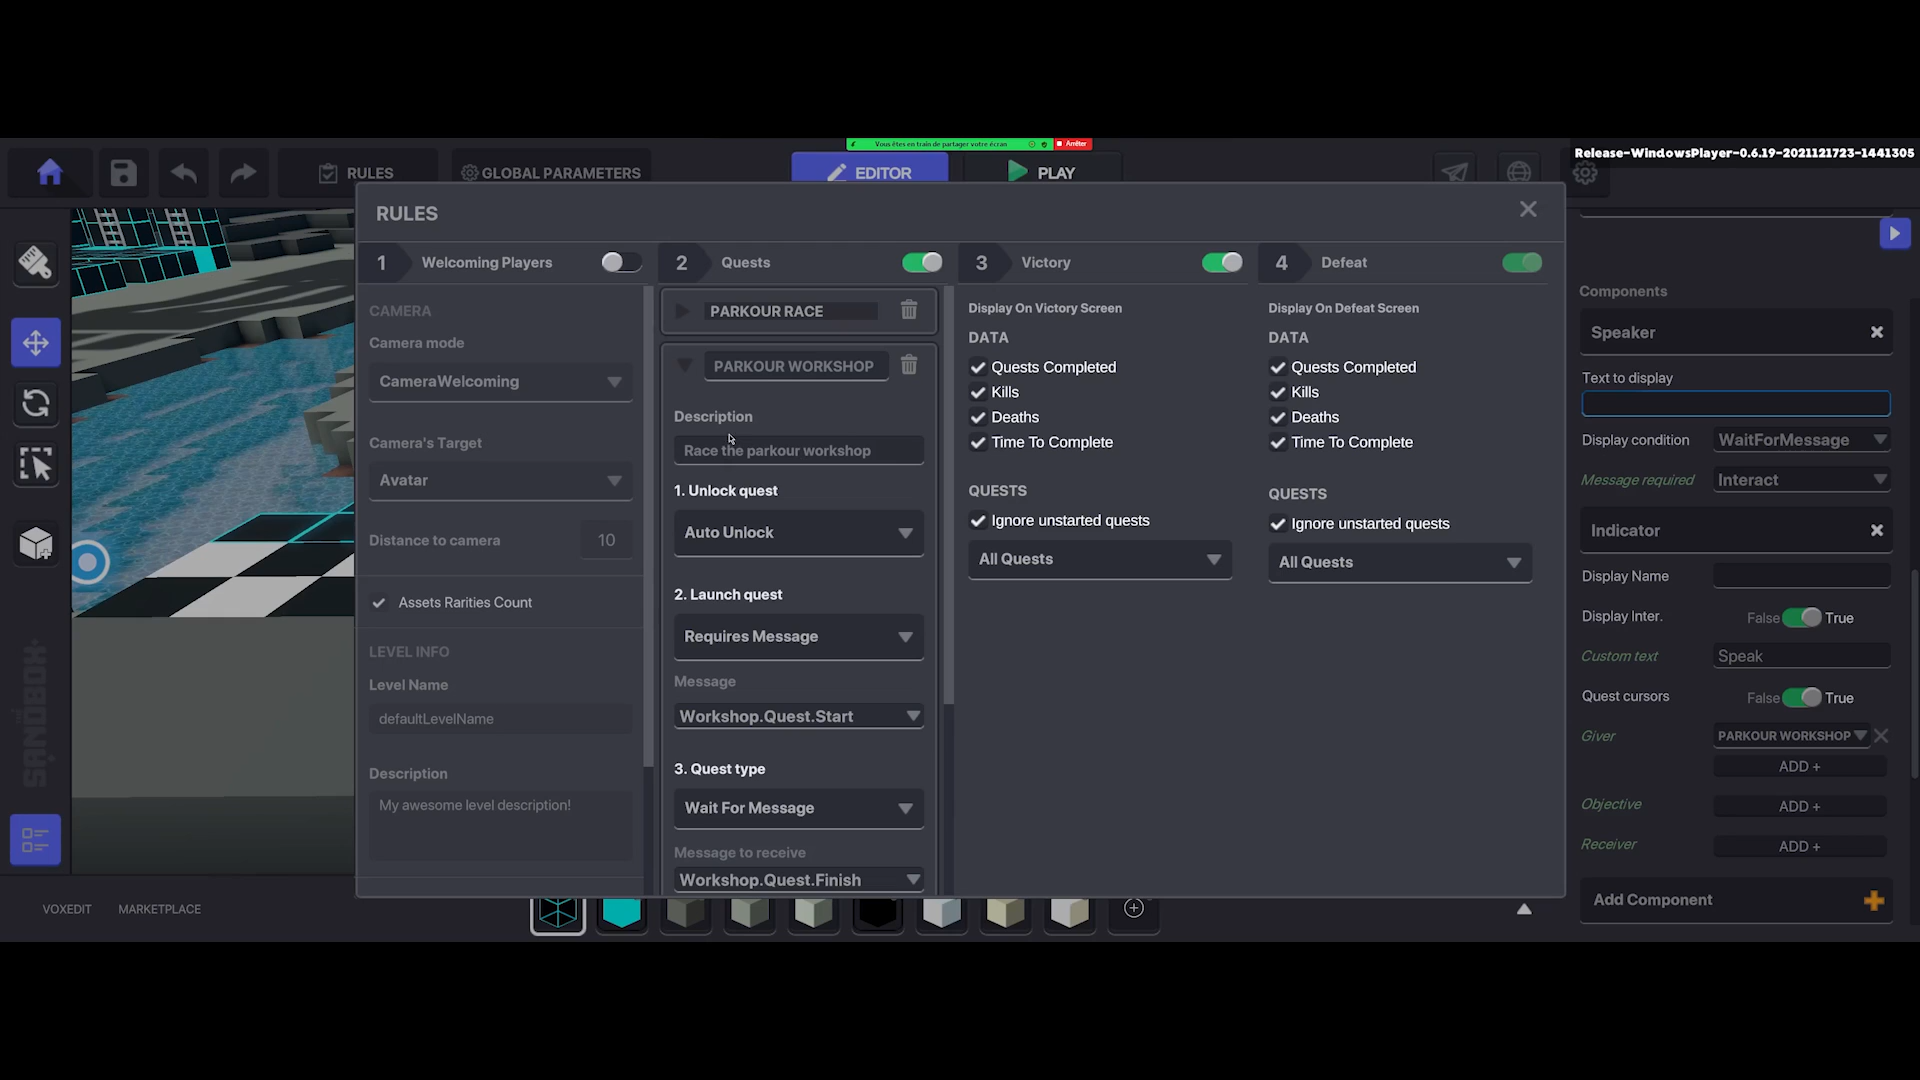 Vous êtes en train de partager votre écran
Arrêter
Release-WindowsPlayer-0.6.19-2021121723-1441305
RULES
GLOBAL PARAMETERS
EDITOR
PLAY
RULES
1
Welcoming Players
2
Quests
3
Victory
4
Defeat
CAMERA
Camera mode
CameraWelcoming
Camera's Target
Avatar
Distance to camera
10
Assets Rarities Count
LEVEL INFO
Level Name
defaultLevelName
Description
My awesome level description!
PARKOUR RACE
PARKOUR WORKSHOP
Description
Race the parkour workshop
1. Unlock quest
Auto Unlock
2. Launch quest
Requires Message
Message
Workshop.Quest.Start
3. Quest type
Wait For Message
Message to receive
Workshop.Quest.Finish
Display On Victory Screen
DATA
Quests Completed
Kills
Deaths
Time To Complete
QUESTS
Ignore unstarted quests
All Quests
Display On Defeat Screen
DATA
Quests Completed
Kills
Deaths
Time To Complete
QUESTS
Ignore unstarted quests
All Quests
Components
Speaker
Text to display
Display condition
WaitForMessage
Message required
Interact
Indicator
Display Name
Display Inter.
False
True
Custom text
Speak
Quest cursors
False
True
Giver
PARKOUR WORKSHOP
ADD +
Objective
ADD +
Receiver
ADD +
Add Component
THE SANDBOX
VOXEDIT
MARKETPLACE